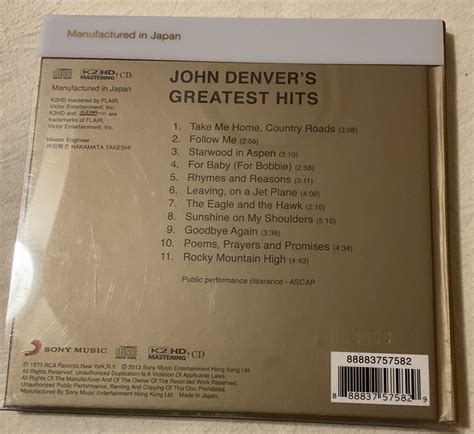 Manufactured in Japan
K2HD MASTERING+CD
Manufactured in Japan
K2HD mastered by FLAIR,
Victor Entertainment, Inc.
K2HD and
are
trademarks of FLAIR,
Victor Entertainment, Inc.
Master Engineer
HAKAMATA TAKESHI
JOHN DENVER'S
GREATEST HITS
1. Take Me Home, Country Roads (3:08)
2. Follow Me (2:56)
3. Starwood in Aspen (3:10)
4. For Baby (For Bobbie) (2:56)
5. Rhymes and Reasons (3:10)
6. Leaving, on a Jet Plane (4:00)
7. The Eagle and the Hawk (2:10)
8. Sunshine on My Shoulders (5:10)
9. Goodbye Again (3:36)
10. Poems, Prayers and Promises (4:34)
11. Rocky Mountain High (4:43)
Public performance clearance - ASCAP
SONY MUSIC
K2HD MASTERING+CD
℗ 1973 RCA Records,New York,N.Y. © 2013 Sony Music Entertainment Hong Kong Ltd.
All Rights Reserved. Unauthorized Duplication Is A Violation Of Applicable Laws.
All Rights Of The Manufacturer And Of The Owner Of The Recorded Work Reserved.
Unauthorized Public Performance, Renting And Copying Of This Disc Prohibited.
Manufactured By Sony Music Entertainment Hong Kong Ltd. Made In Japan.
88883757582
8 88837 57582 9